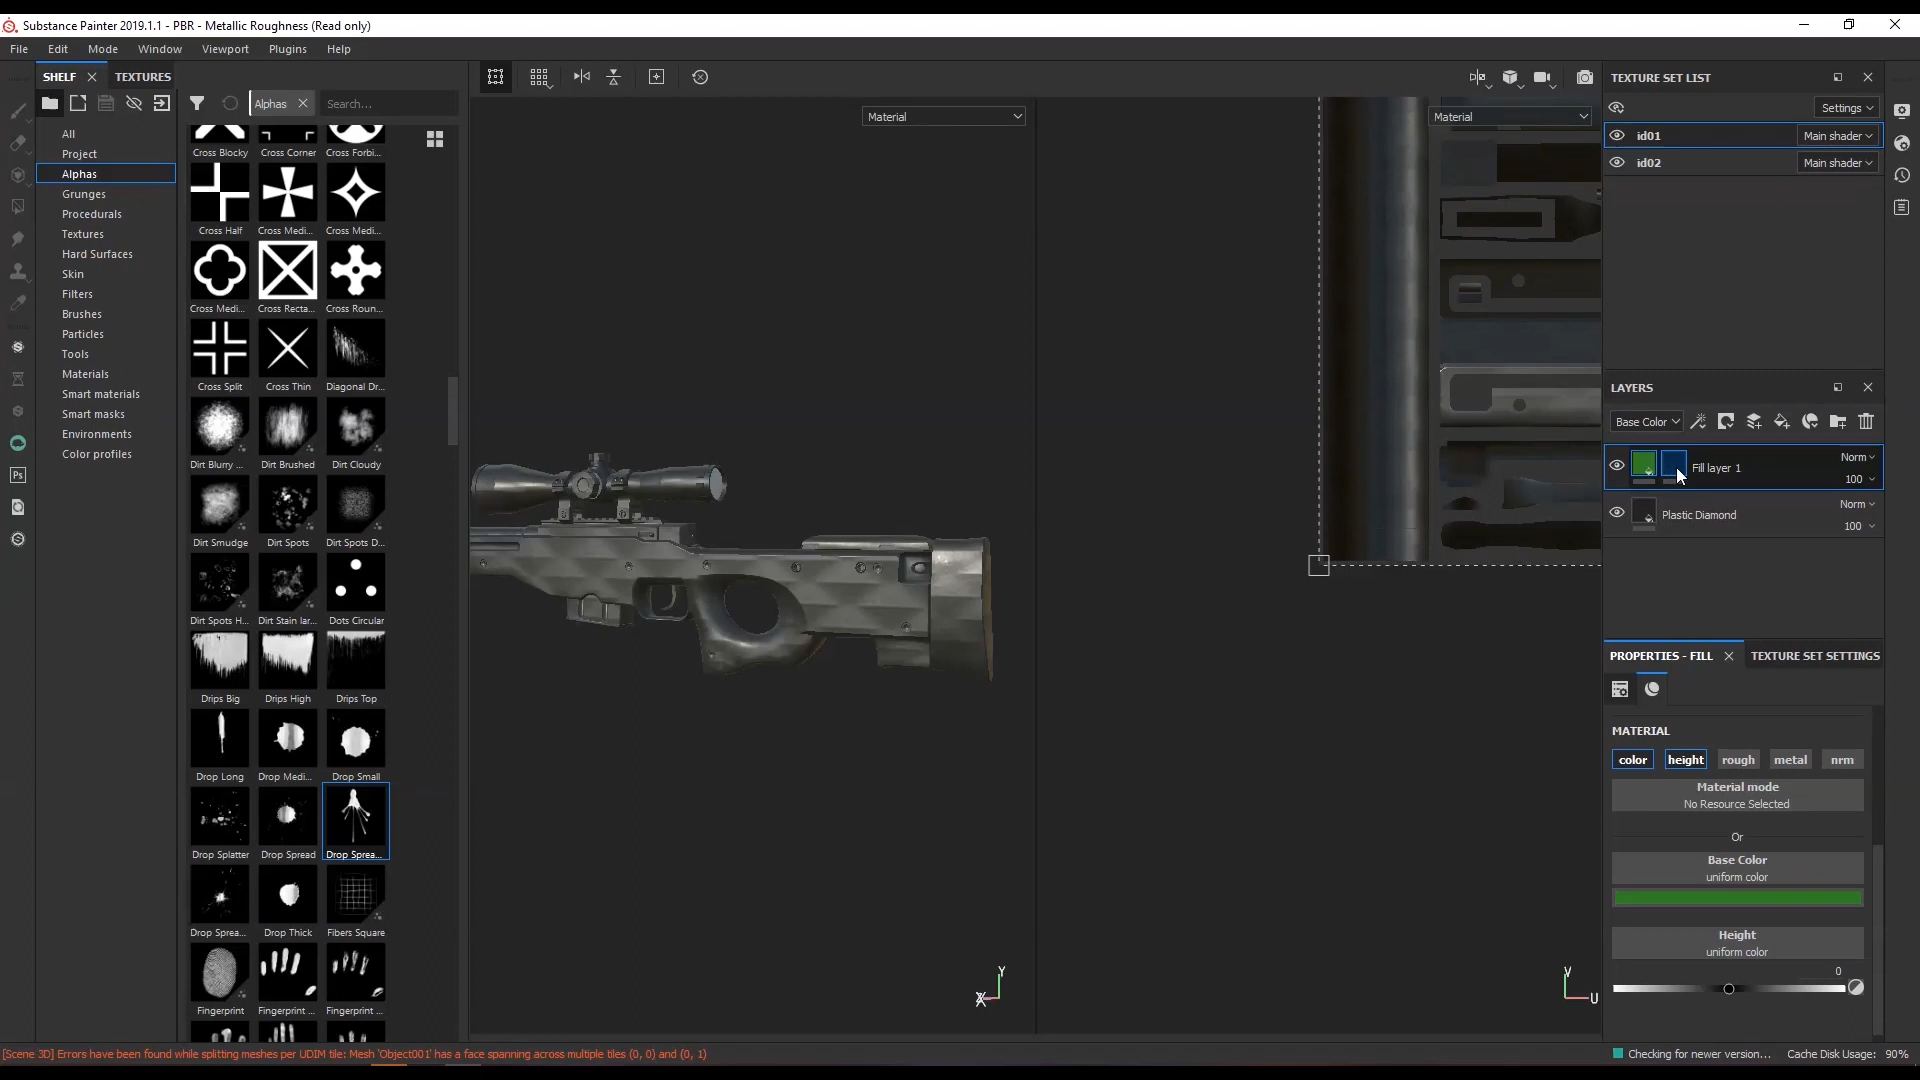 Substance Painter 2019.1.1 - PBR - Metallic Roughness (Read only)
File Edit Mode Window Viewport Plugins Help
SHELF TEXTURES
Alphas Search...
All
Project
Alphas
Grunges
Procedurals
Textures
Hard Surfaces
Skin
Filters
Brushes
Particles
Tools
Materials
Smart materials
Smart masks
Environments
Color profiles
Cross Blocky Cross Corner Cross Forbi...
Cross Half Cross Medi... Cross Medi...
Cross Medi... Cross Recta... Cross Roun...
Cross Split Cross Thin Diagonal Dr...
Dirt Blurry ... Dirt Brushed Dirt Cloudy
Dirt Smudge Dirt Spots Dirt Spots D...
Dirt Spots H... Dirt Stain lar... Dots Circular
Drips Big Drips High Drips Top
Drop Long Drop Medi... Drop Small
Drop Splatter Drop Spread Drop Sprea...
Drop Sprea... Drop Thick Fibers Square
Fingerprint Fingerprint ... Fingerprint ...
Material
Material
Y
X
V
U
TEXTURE SET LIST
Settings
id01 Main shader
id02 Main shader
LAYERS
Base Color
Fill layer 1 Norm
100
Plastic Diamond Norm
100
PROPERTIES - FILL TEXTURE SET SETTINGS
MATERIAL
color height rough metal nrm
Material mode
No Resource Selected
Or
Base Color
uniform color
Height
uniform color
0
Ps
[Scene 3D] Errors have been found while splitting meshes per UDIM tile: Mesh 'Object001' has a face spanning across multiple tiles (0, 0) and (0, 1)
Checking for newer version... Cache Disk Usage: 90%